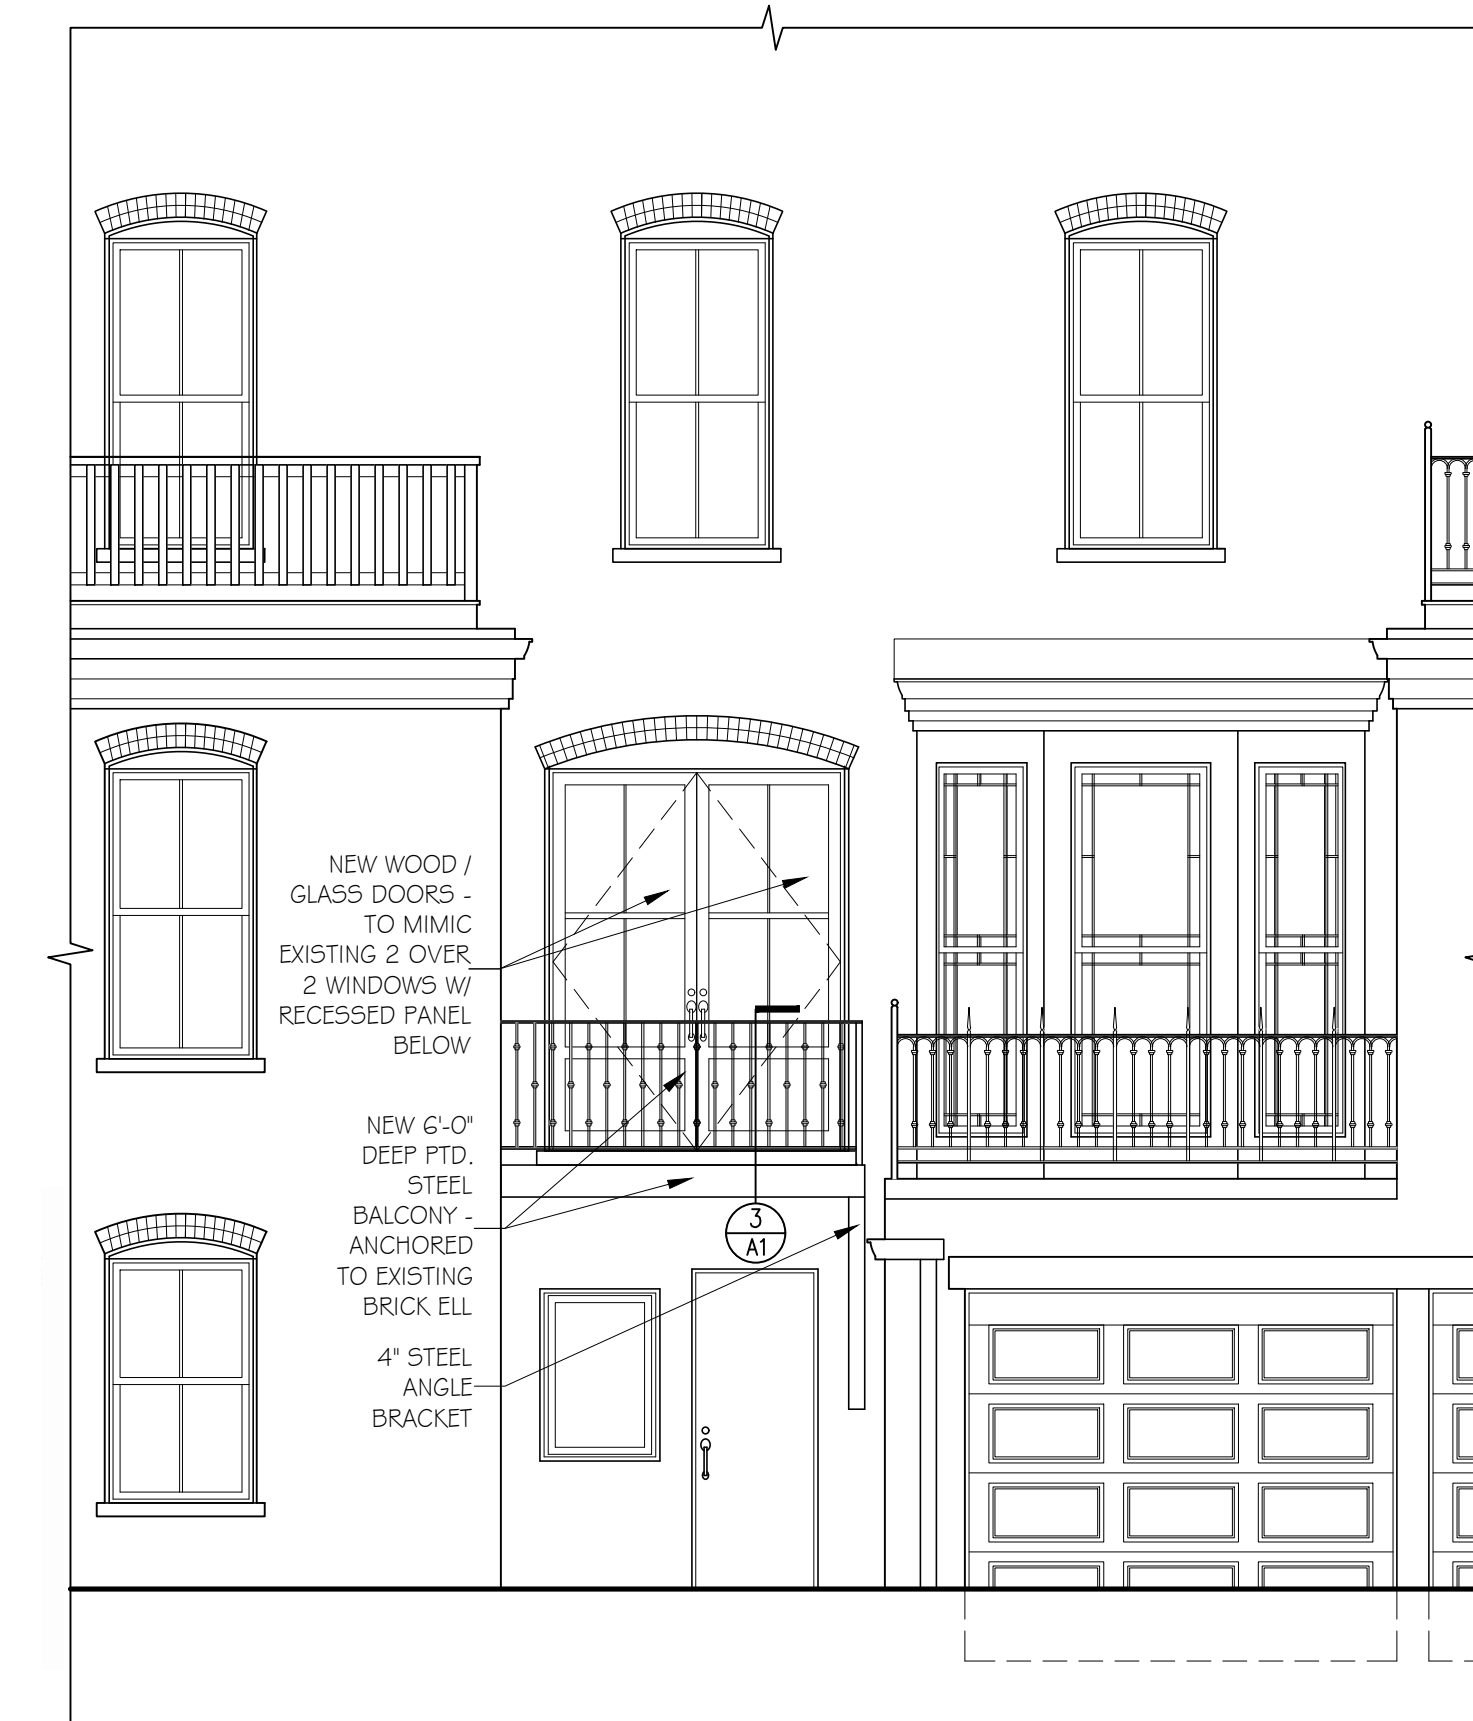 NEW WOOD /
GLASS DOORS -
TO MIMIC
EXISTING 2 OVER
2 WINDOWS W/
RECESSED PANEL
BELOW
NEW 6'-0"
DEEP PTD.
STEEL
BALCONY -
ANCHORED
TO EXISTING
BRICK ELL
3
A1
4" STEEL
ANGLE
BRACKET